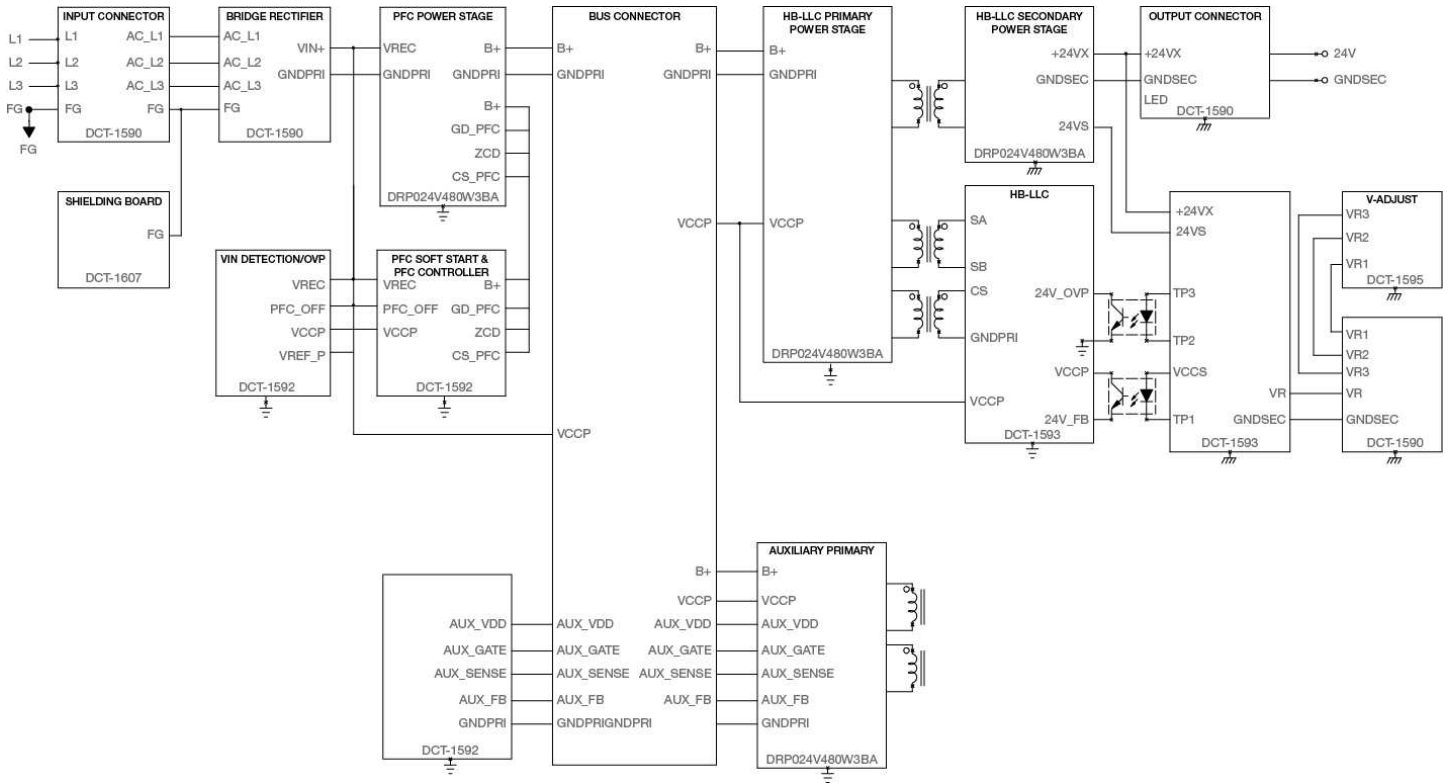 INPUT CONNECTOR
L1
L1
AC_L1
L2
L2
AC_L2
L3
L3
AC_L3
FG
FG
FG
DCT-1590
FG
BRIDGE RECTIFIER
AC_L1
VIN+
AC_L2
GNDPRI
AC_L3
FG
DCT-1590
PFC POWER STAGE
VREC
B+
GNDPRI
GNDPRI
B+
GD_PFC
ZCD
CS_PFC
DRP024V480W3BA
SHIELDING BOARD
FG
DCT-1607
VIN DETECTION/OVP
VREC
PFC_OFF
VCCP
VREF_P
DCT-1592
PFC SOFT START &
PFC CONTROLLER
VREC
B+
PFC_OFF
GD_PFC
VCCP
ZCD
CS_PFC
DCT-1592
BUS CONNECTOR
B+
B+
GNDPRI
GNDPRI
VCCP
VCCP
B+
VCCP
AUX_VDD
AUX_VDD
AUX_GATE
AUX_GATE
AUX_SENSE
AUX_SENSE
AUX_FB
AUX_FB
GNDPRIGNDPRI
AUX_VDD
AUX_GATE
AUX_SENSE
AUX_FB
GNDPRI
DCT-1592
HB-LLC PRIMARY
POWER STAGE
B+
GNDPRI
VCCP
DRP024V480W3BA
AUXILIARY PRIMARY
B+
VCCP
AUX_VDD
AUX_GATE
AUX_SENSE
AUX_FB
GNDPRI
DRP024V480W3BA
HB-LLC SECONDARY
POWER STAGE
+24VX
GNDSEC
24VS
DRP024V480W3BA
HB-LLC
SA
SB
CS
24V_OVP
GNDPRI
VCCP
VCCP
24V_FB
DCT-1593
OUTPUT CONNECTOR
+24VX
GNDSEC
LED
DCT-1590
24V
GNDSEC
+24VX
24VS
TP3
TP2
VCCS
VR
TP1
GNDSEC
DCT-1593
V-ADJUST
VR3
VR2
VR1
DCT-1595
VR1
VR2
VR3
VR
GNDSEC
DCT-1590